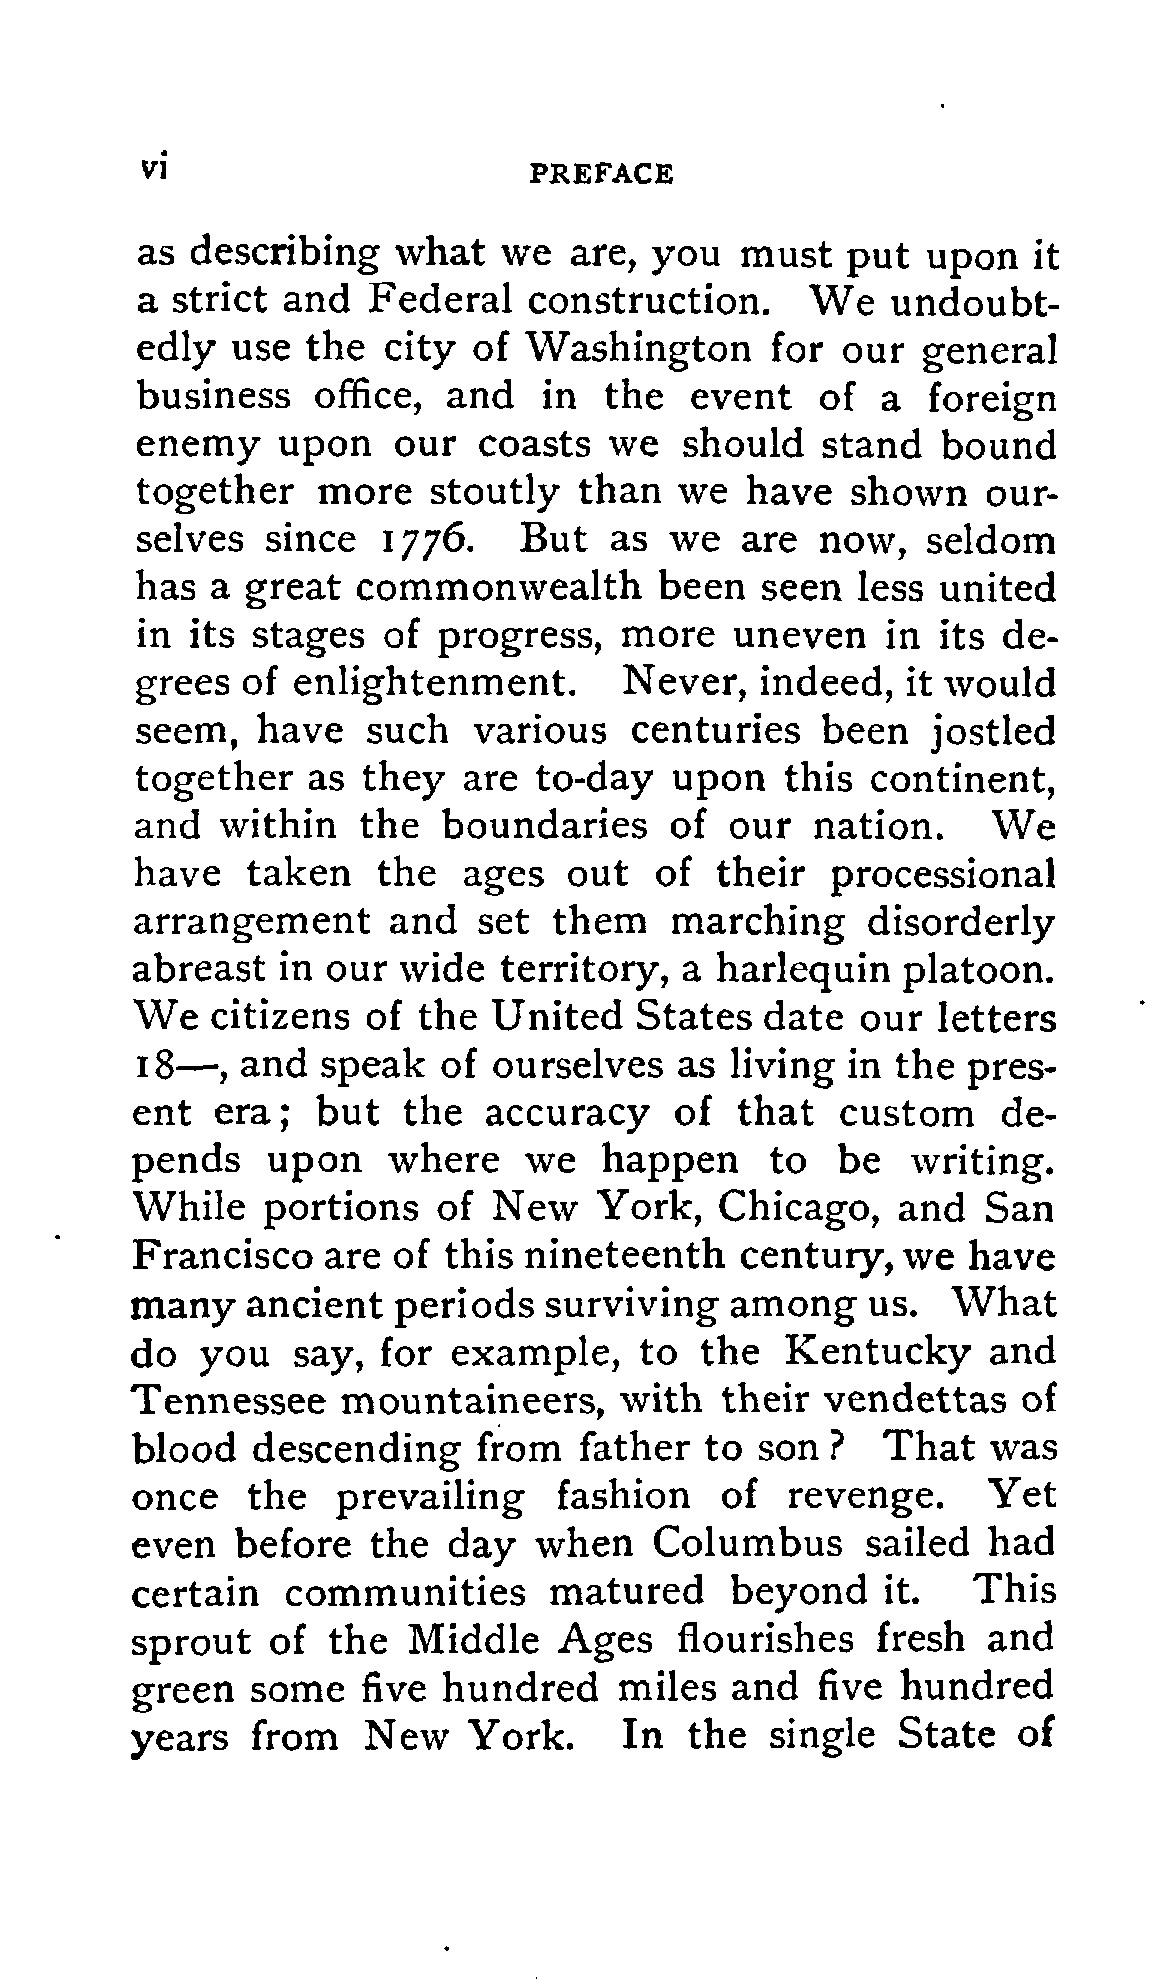 vi PREFACE
as describing what we are, you must put upon it
a strict and Federal construction. We undoubt-
edly use the city of Washington for our general
business office, and in the event of a foreign
enemy upon our coasts we should stand bound
together more stoutly than we have shown our-
selves since 1776. But as we are now, seldom
has a great commonwealth been seen less united
in its stages of progress, more uneven in its de-
grees of enlightenment. Never, indeed, it would
seem, have such various centuries been jostled
together as they are to-day upon this continent,
and within the boundaries of our nation. We
have taken the ages out of their processional
arrangement and set them marching disorderly
abreast in our wide territory, a harlequin platoon.
We citizens of the United States date our letters
18—, and speak of ourselves as living in the pres-
ent era; but the accuracy of that custom de-
pends upon where we happen to be writing.
While portions of New York, Chicago, and San
Francisco are of this nineteenth century, we have
many ancient periods surviving among us. What
do you say, for example, to the Kentucky and
Tennessee mountaineers, with their vendettas of
blood descending from father to son? That was
once the prevailing fashion of revenge. Yet
even before the day when Columbus sailed had
certain communities matured beyond it. This
sprout of the Middle Ages flourishes fresh and
green some five hundred miles and five hundred
years from New York. In the single State of